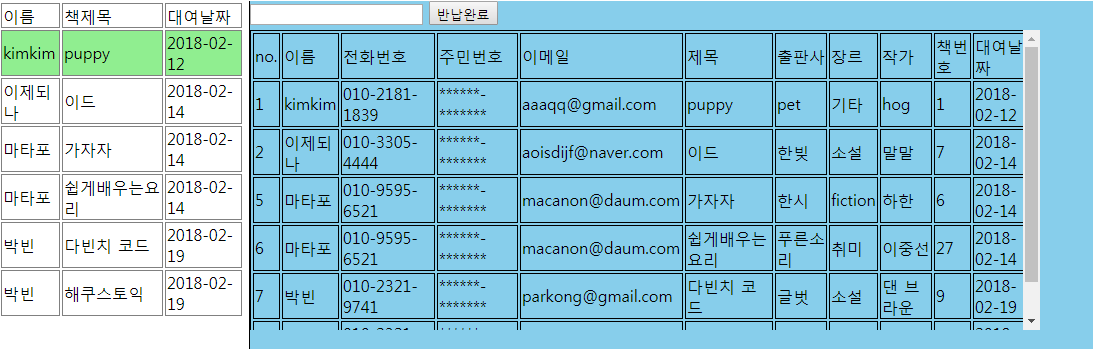 이름 책제목 대여날짜
kimkim puppy 2018-02-
12
이제되
나 이드 2018-02-
14
마타포 가자자 2018-02-
14
마타포 쉽게배우는요
리 2018-02-
14
박빈 다빈치 코드 2018-02-
19
박빈 해쿠스토익 2018-02-
19
반납완료
no. 이름 전화번호 주민번호 이메일 제목 출판사 장르 작가 책번
호 대여날
짜
1 kimkim 010-2181-
1839 ******-
******* aaaqq@gmail.com puppy pet 기타 hog 1 2018-
02-12
2 이제되
나 010-3305-
4444 ******-
******* aoisdijf@naver.com 이드 한빚 소설 말말 7 2018-
02-14
5 마타포 010-9595-
6521 ******-
******* macanon@daum.com 가자자 한시 fiction 하한 6 2018-
02-14
6 마타포 010-9595-
6521 ******-
******* macanon@daum.com 쉽게배우는
요리 푸른소
리 취미 이중선 27 2018-
02-14
7 박빈 010-2321-
9741 ******-
******* parkong@gmail.com 다빈치 코
드 글벗 소설 댄 브
라운 9 2018-
02-19